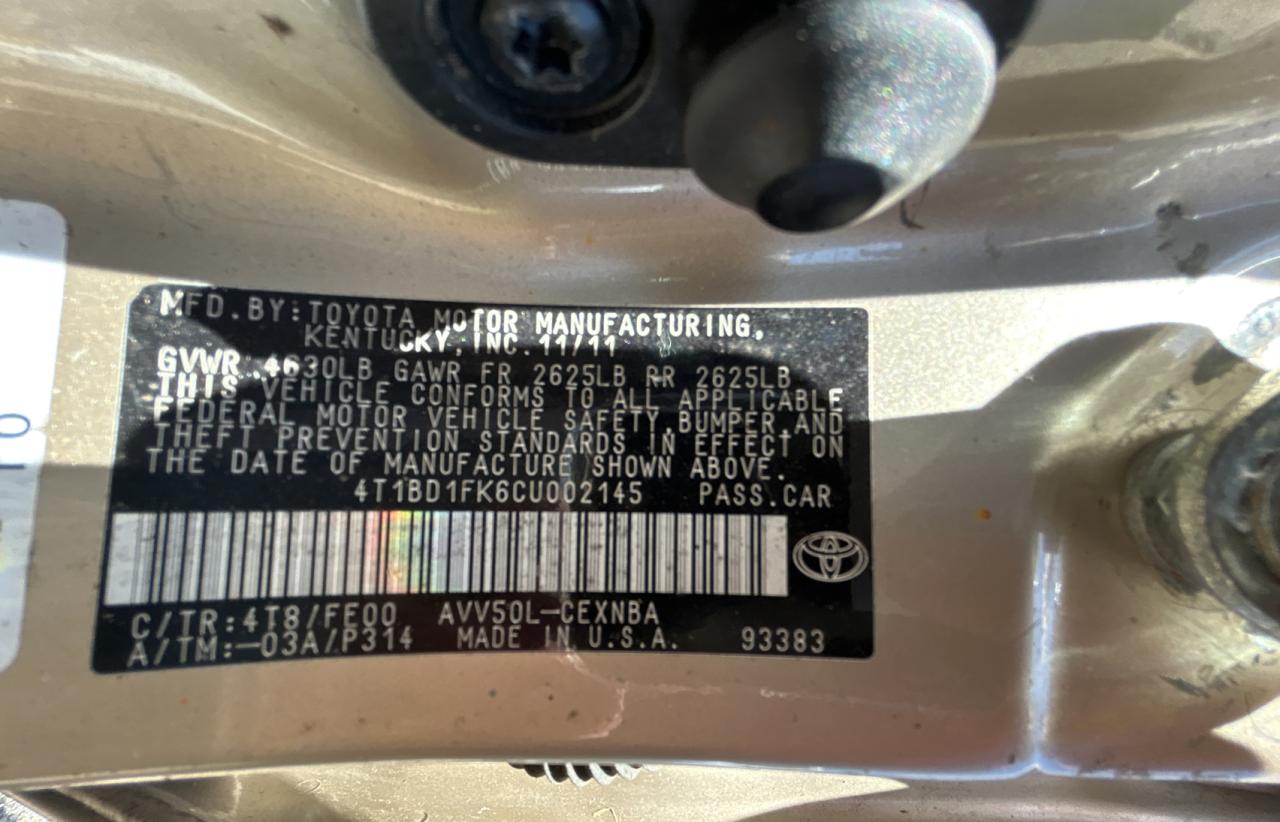 MFD.BY:TOYOTA MOTOR MANUFACTURING,
KENTUCKY,INC. 11/11
GVWR 4630LB GAWR FR 2625LB RR 2625LB
THIS VEHICLE CONFORMS TO ALL APPLICABLE
FEDERAL MOTOR VEHICLE SAFETY,BUMPER,AND
THEFT PREVENTION STANDARDS IN EFFECT ON
THE DATE OF MANUFACTURE SHOWN ABOVE.
4T1BD1FK6CU002145 PASS.CAR
C/TR:4T8/FE00 AVV50L-CEXNBA
A/TM:-03A/P314 MADE IN U.S.A. 93383